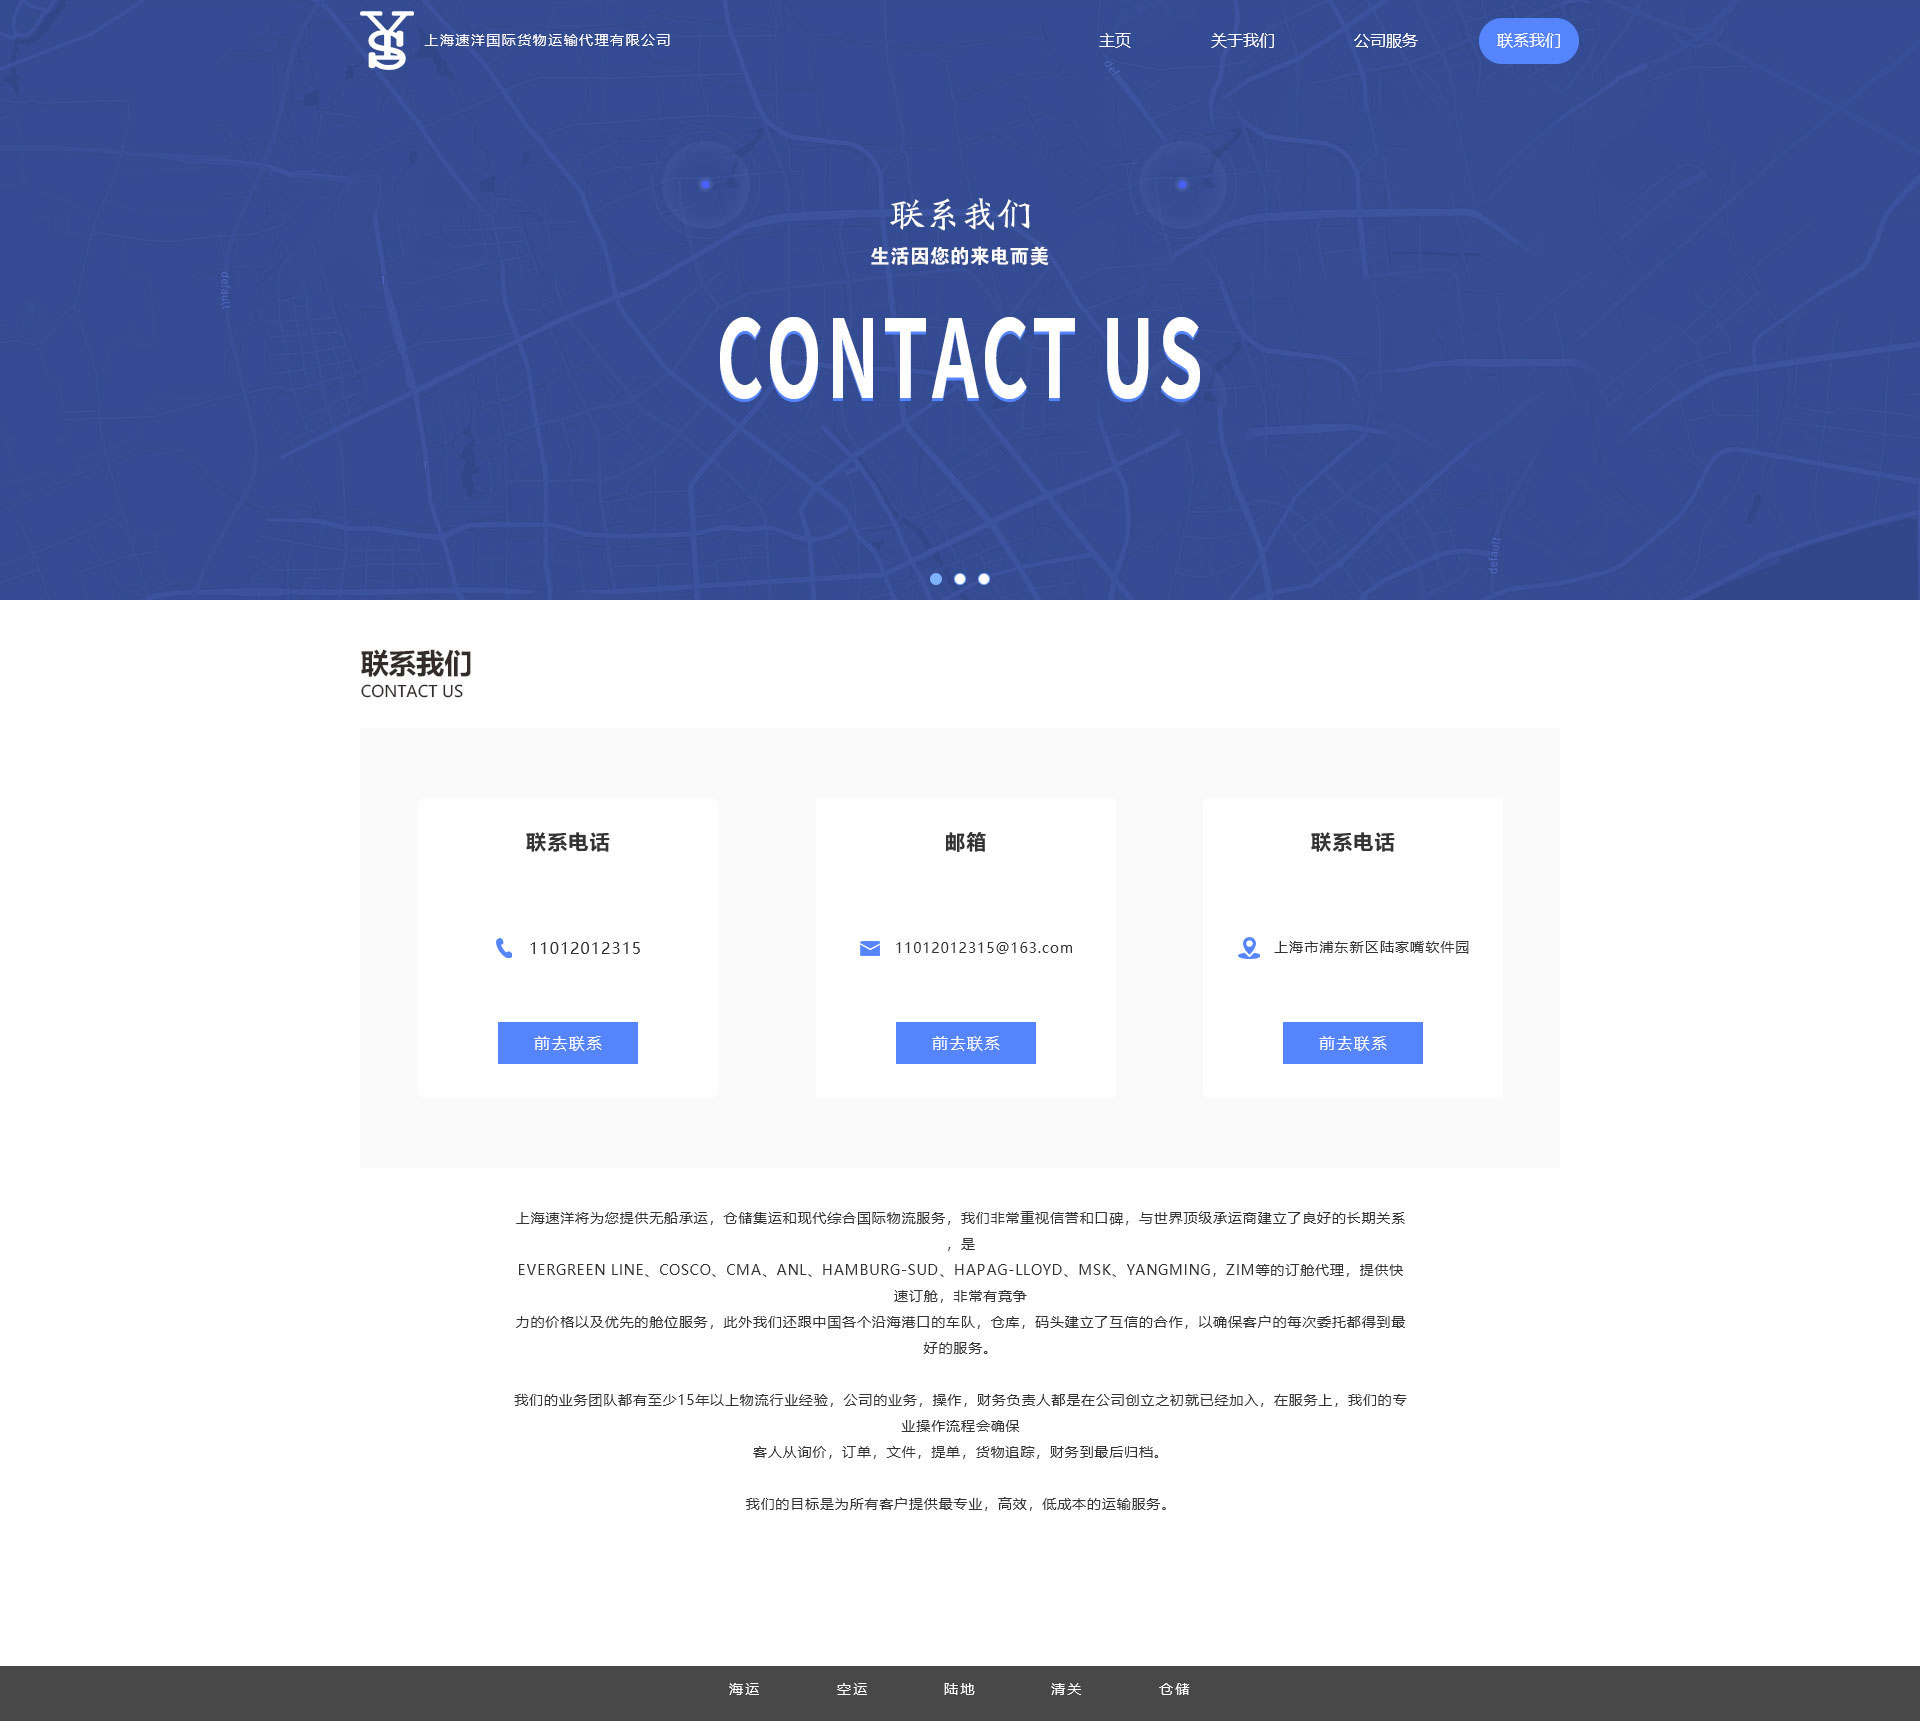 YSL
上海速洋国际货物运输代理有限公司
主页
关于我们
公司服务
联系我们
def
联系我们
生活因您的来电而美
default
1
CONTACT US
1
default
联系我们
CONTACT US
联系电话
邮箱
联系电话
11012012315
11012012315@163.com
上海市浦东新区陆家嘴软件园
前去联系
前去联系
前去联系
上海速洋将为您提供无船承运，仓储集运和现代综合国际物流服务，我们非常重视信誉和口碑，与世界顶级承运商建立了良好的长期关系
，是
EVERGREEN LINE、COSCO、CMA、ANL、HAMBURG-SUD、HAPAG-LLOYD、MSK、YANGMING，ZIM等的订舱代理，提供快
速订舱，非常有竞争
力的价格以及优先的舱位服务，此外我们还跟中国各个沿海港口的车队，仓库，码头建立了互信的合作，以确保客户的每次委托都得到最
好的服务。
我们的业务团队都有至少15年以上物流行业经验，公司的业务，操作，财务负责人都是在公司创立之初就已经加入，在服务上，我们的专
业操作流程会确保
客人从询价，订单，文件，提单，货物追踪，财务到最后归档。
我们的目标是为所有客户提供最专业，高效，低成本的运输服务。
海运
空运
陆地
清关
仓储